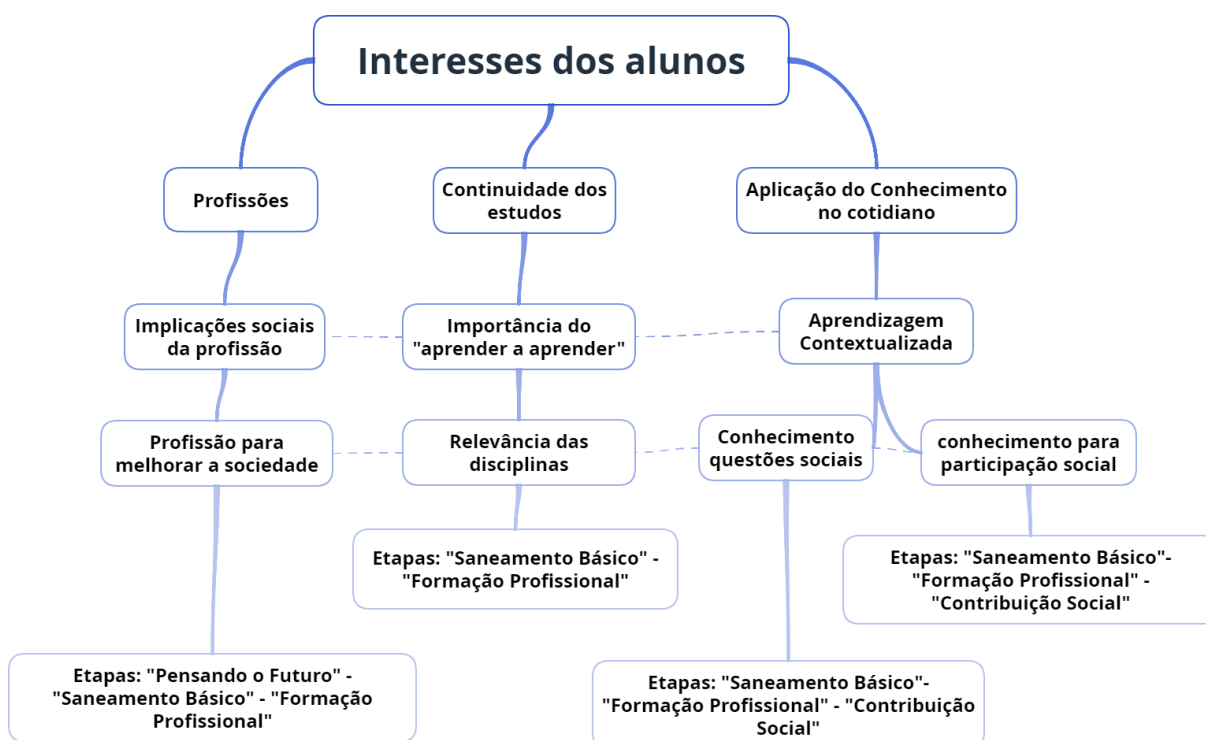 Interesses dos alunos
Profissões
Continuidade dos
estudos
Aplicação do Conhecimento
no cotidiano
Implicações sociais
da profissão
Importância do
"aprender a aprender"
Aprendizagem
Contextualizada
Profissão para
melhorar a sociedade
Relevância das
disciplinas
Conhecimento
questões sociais
conhecimento para
participação social
Etapas: "Saneamento Básico" -
"Formação Profissional"
Etapas: "Saneamento Básico"-
"Formação Profissional" -
"Contribuição Social"
Etapas: "Pensando o Futuro" -
"Saneamento Básico" - "Formação
Profissional"
Etapas: "Saneamento Básico"-
"Formação Profissional" - "Contribuição
Social"